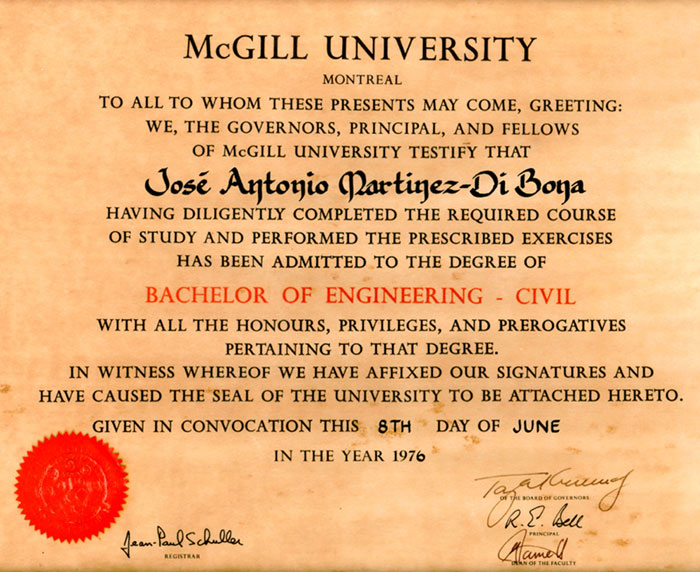 McGILL UNIVERSITY
MONTREAL
TO ALL TO WHOM THESE PRESENTS MAY COME, GREETING:
WE, THE GOVERNORS, PRINCIPAL, AND FELLOWS
OF McGILL UNIVERSITY TESTIFY THAT
José Antonio Martinez-Di Bona
HAVING DILIGENTLY COMPLETED THE REQUIRED COURSE
OF STUDY AND PERFORMED THE PRESCRIBED EXERCISES
HAS BEEN ADMITTED TO THE DEGREE OF
BACHELOR OF ENGINEERING - CIVIL
WITH ALL THE HONOURS, PRIVILEGES, AND PREROGATIVES
PERTAINING TO THAT DEGREE.
IN WITNESS WHEREOF WE HAVE AFFIXED OUR SIGNATURES AND
HAVE CAUSED THE SEAL OF THE UNIVERSITY TO BE ATTACHED HERETO.
GIVEN IN CONVOCATION THIS 8TH DAY OF JUNE
IN THE YEAR 1976
OF THE BOARD OF GOVERNORS
R. E. Bell
PRINCIPAL
DEAN OF THE FACULTY
Jean-Paul Schuller
REGISTRAR